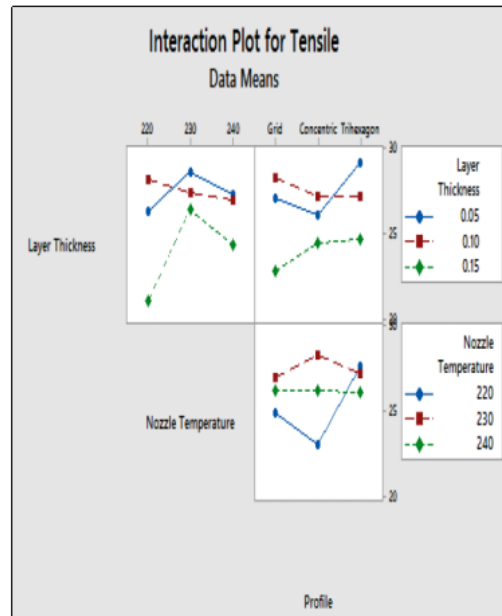 Interaction Plot for Tensile
Data Means
220 230 240 Grid Concentric Trihexagon
30
25
20
Layer Thickness
Layer
Thickness
0.05
0.10
0.15
30
25
20
Nozzle Temperature
Nozzle
Temperature
220
230
240
Profile